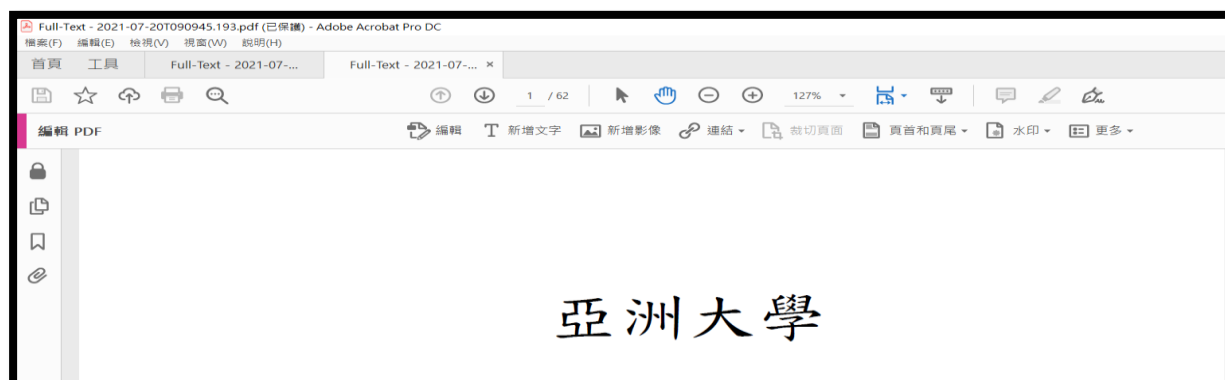 Full-Text - 2021-07-20T090945.193.pdf (已保護) - Adobe Acrobat Pro DC
檔案(F) 編輯(E) 檢視(V) 視窗(W) 説明(H)
首頁 工具 Full-Text - 2021-07-... Full-Text - 2021-07-... ×
1 / 62 127%
編輯 PDF 編輯 新增文字 新增影像 連結 裁切頁面 頁首和頁尾 水印 更多
亞洲大學